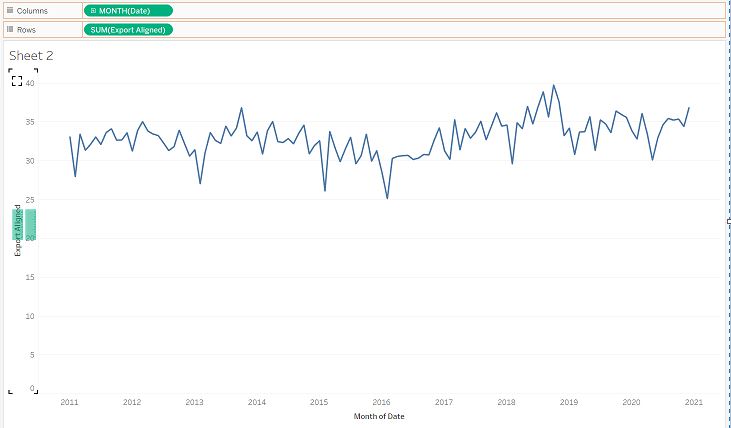 Columns MONTH(Date)
Rows SUM(Export Aligned)
Sheet 2
40
35
30
25
20
15
10
5
0
Export Aligned
2011 2012 2013 2014 2015 2016 2017 2018 2019 2020 2021
Month of Date